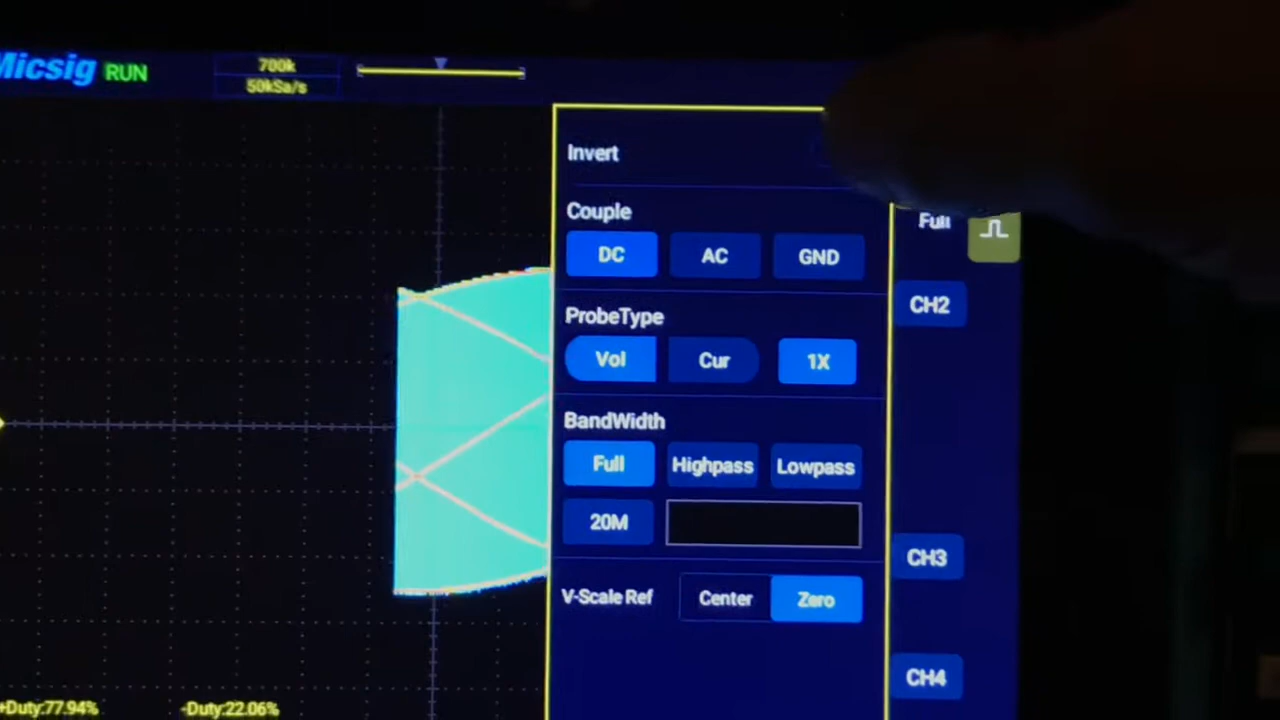 Micsig RUN
700k
50kSa/s
Invert
Couple
DC AC GND
ProbeType
Vol Cur 1X
BandWidth
Full Highpass Lowpass
20M
V-Scale Ref Center Zero
Full
CH2
CH3
CH4
+Duty:77.94% -Duty:22.06%